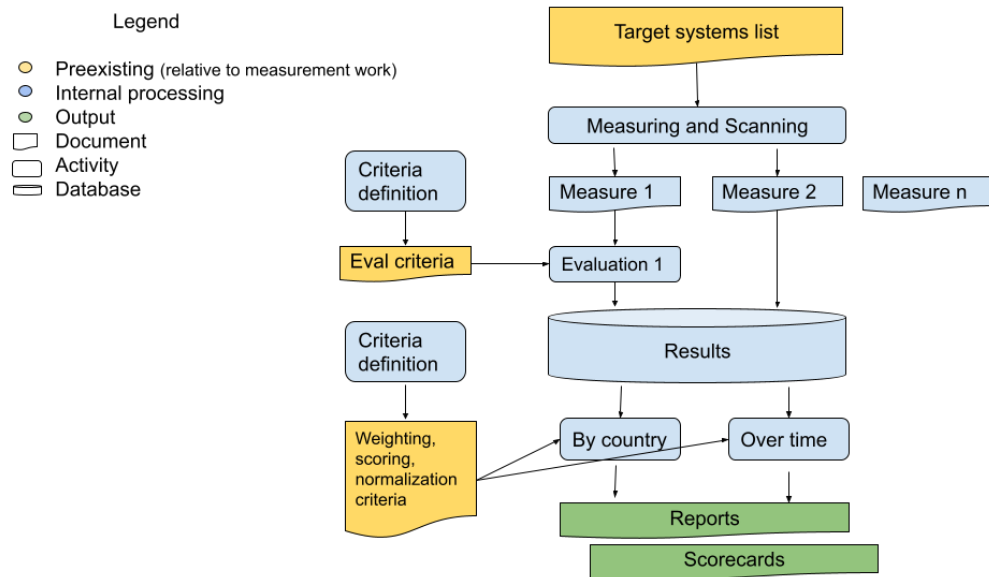 Legend
Preexisting (relative to measurement work)
Internal processing
Output
Document
Activity
Database
Target systems list
Measuring and Scanning
Criteria
definition
Measure 1
Measure 2
Measure n
Eval criteria
Evaluation 1
Criteria
definition
Results
Weighting,
scoring,
normalization
criteria
By country
Over time
Reports
Scorecards